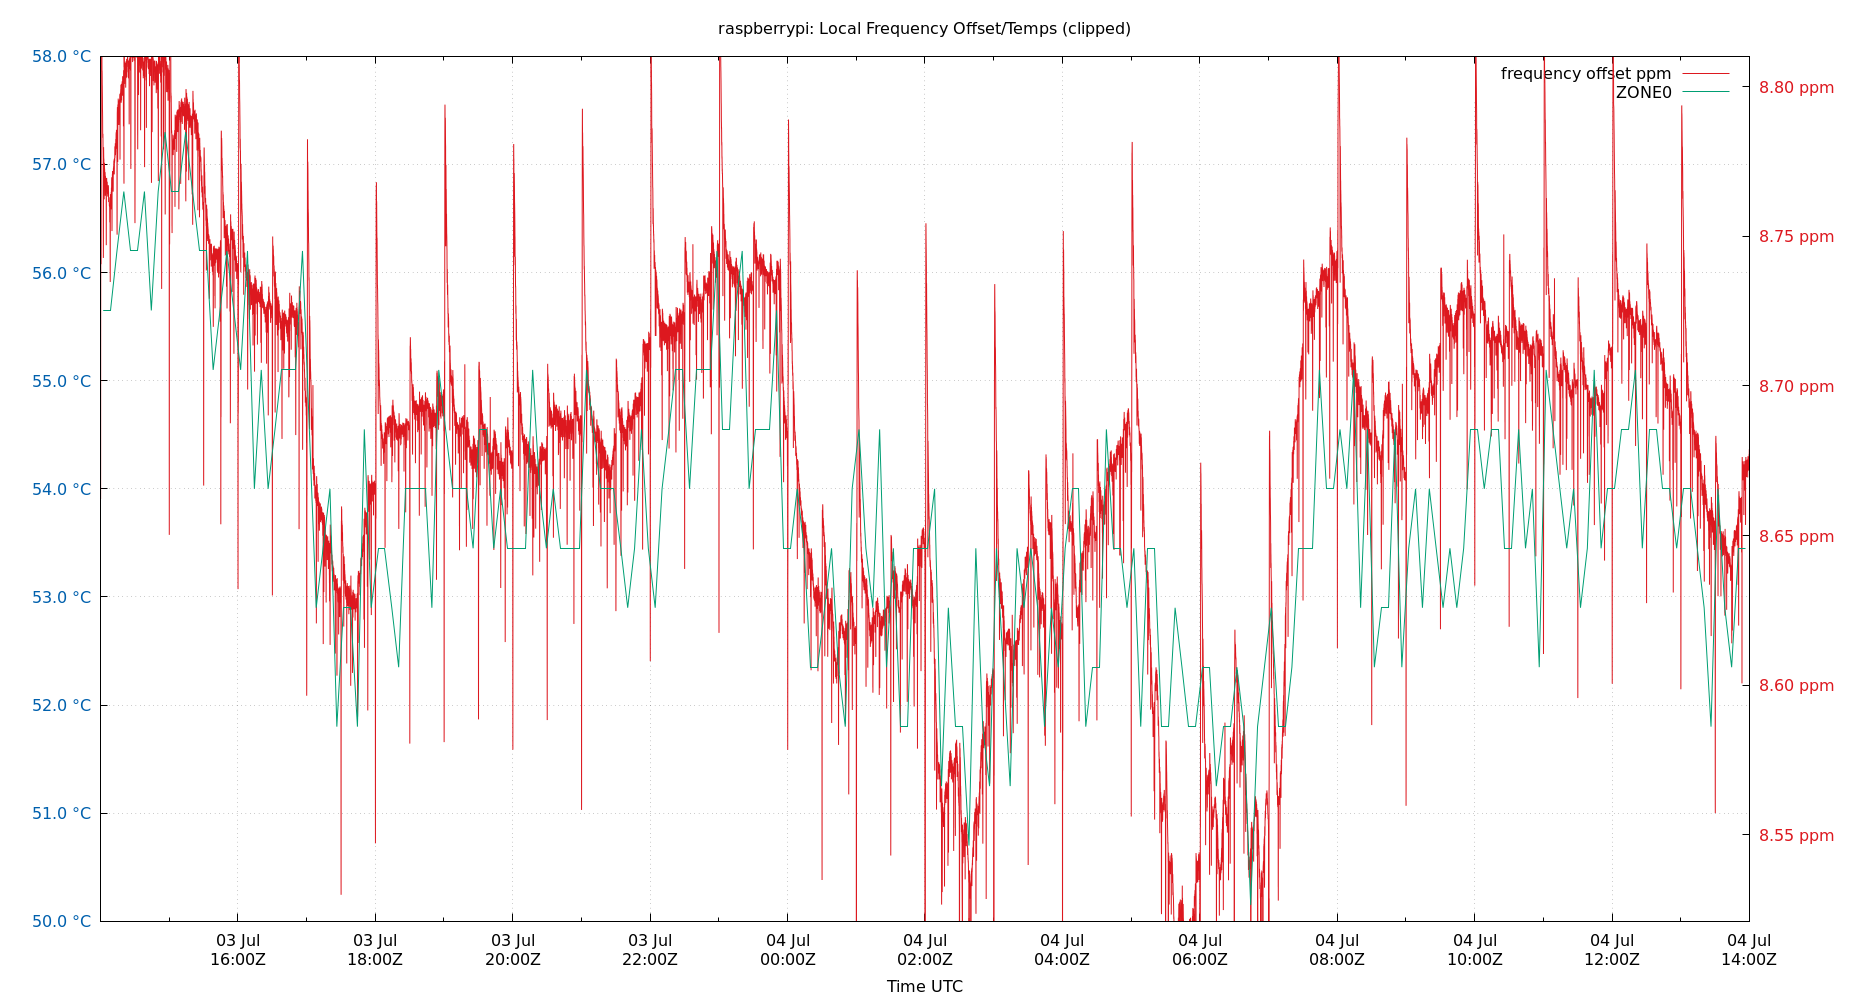 raspberrypi: Local Frequency Offset/Temps (clipped)
58.0 °C
57.0 °C
56.0 °C
55.0 °C
54.0 °C
53.0 °C
52.0 °C
51.0 °C
50.0 °C
frequency offset ppm
ZONE0
8.80 ppm
8.75 ppm
8.70 ppm
8.65 ppm
8.60 ppm
8.55 ppm
03 Jul
16:00Z
03 Jul
18:00Z
03 Jul
20:00Z
03 Jul
22:00Z
04 Jul
00:00Z
04 Jul
02:00Z
04 Jul
04:00Z
04 Jul
06:00Z
04 Jul
08:00Z
04 Jul
10:00Z
04 Jul
12:00Z
04 Jul
14:00Z
Time UTC